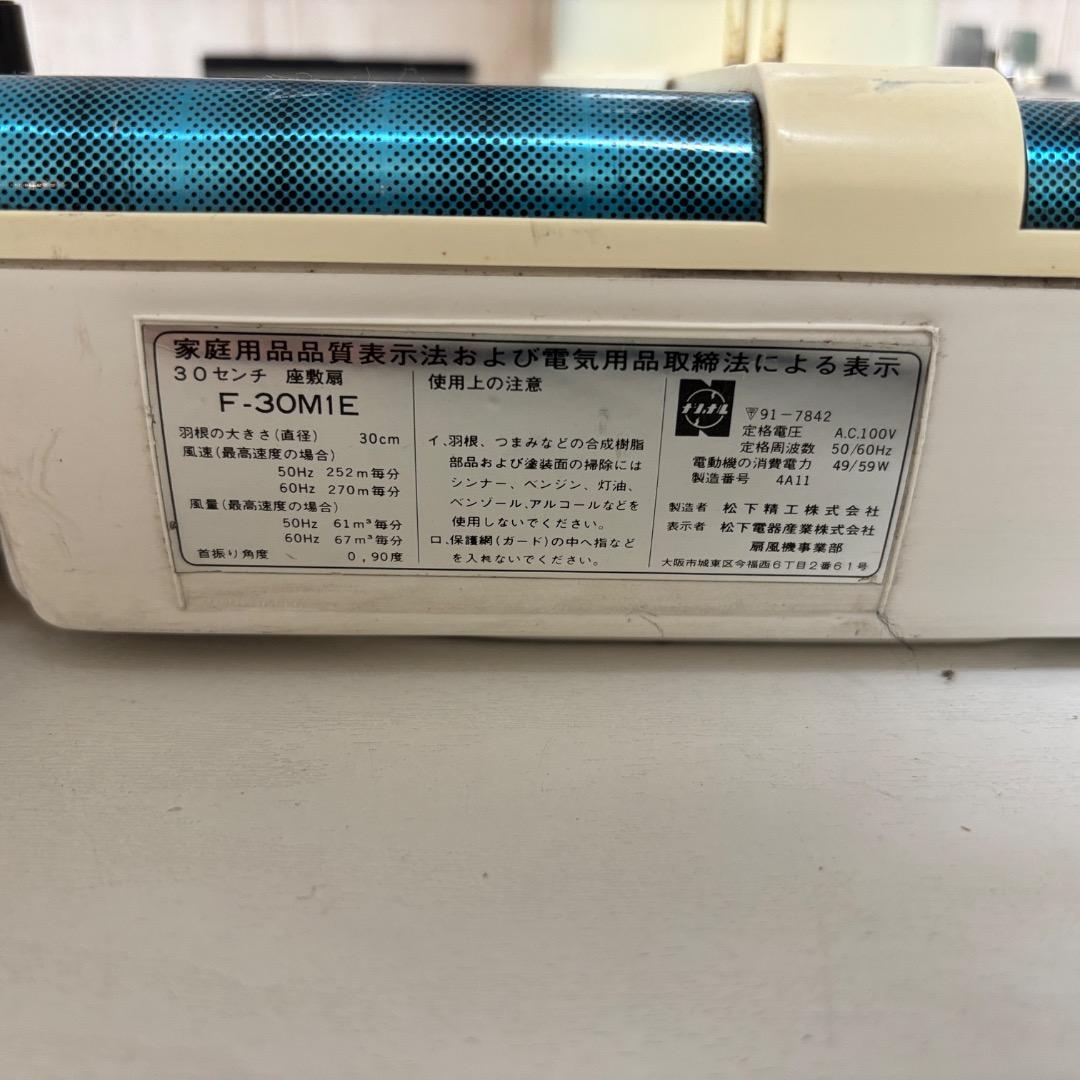 家庭用品品質表示法および電気用品取締法による表示
30センチ 座敷扇
F-30M1E
羽根の大きさ(直径) 30cm
風速(最高速度の場合)
50Hz 252m毎分
60Hz 270m毎分
風量(最高速度の場合)
50Hz 61m³毎分
60Hz 67m³毎分
首振り角度 0,90度
使用上の注意
イ.羽根、つまみなどの合成樹脂
部品および塗装面の掃除には
シンナー、ベンジン、灯油、
ベンゾール、アルコールなどを
使用しないでください。
ロ.保護網(ガード)の中へ指など
を入れないでください。
ナショナル
〒91-7842
定格電圧 A.C.100V
定格周波数 50/60Hz
電動機の消費電力 49/59W
製造番号 4A11
製造者 松下精工株式会社
表示者 松下電器産業株式会社
扇風機事業部
大阪市城東区今福西6丁目2番61号